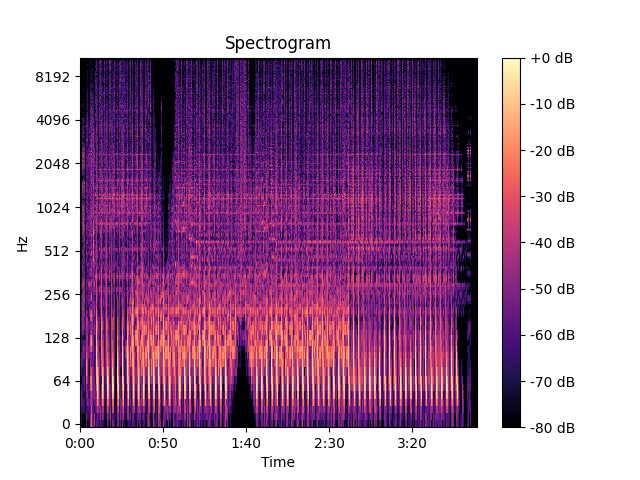 Spectrogram
8192
4096
2048
1024
512
256
128
64
0
Hz
0:00 0:50 1:40 2:30 3:20
Time
+0 dB
-10 dB
-20 dB
-30 dB
-40 dB
-50 dB
-60 dB
-70 dB
-80 dB